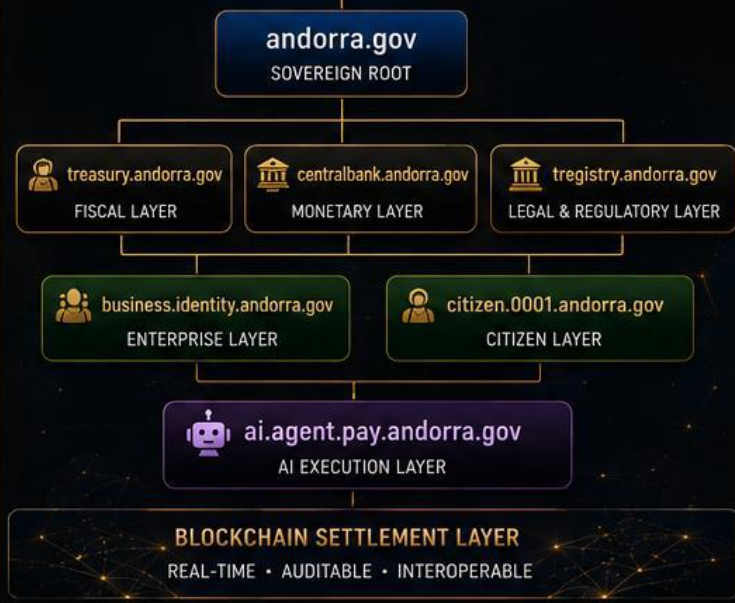 andorra.gov
SOVEREIGN ROOT
treasury.andorra.gov
FISCAL LAYER
centralbank.andorra.gov
MONETARY LAYER
tregistry.andorra.gov
LEGAL & REGULATORY LAYER
business.identity.andorra.gov
ENTERPRISE LAYER
citizen.0001.andorra.gov
CITIZEN LAYER
ai.agent.pay.andorra.gov
AI EXECUTION LAYER
BLOCKCHAIN SETTLEMENT LAYER
REAL-TIME • AUDITABLE • INTEROPERABLE